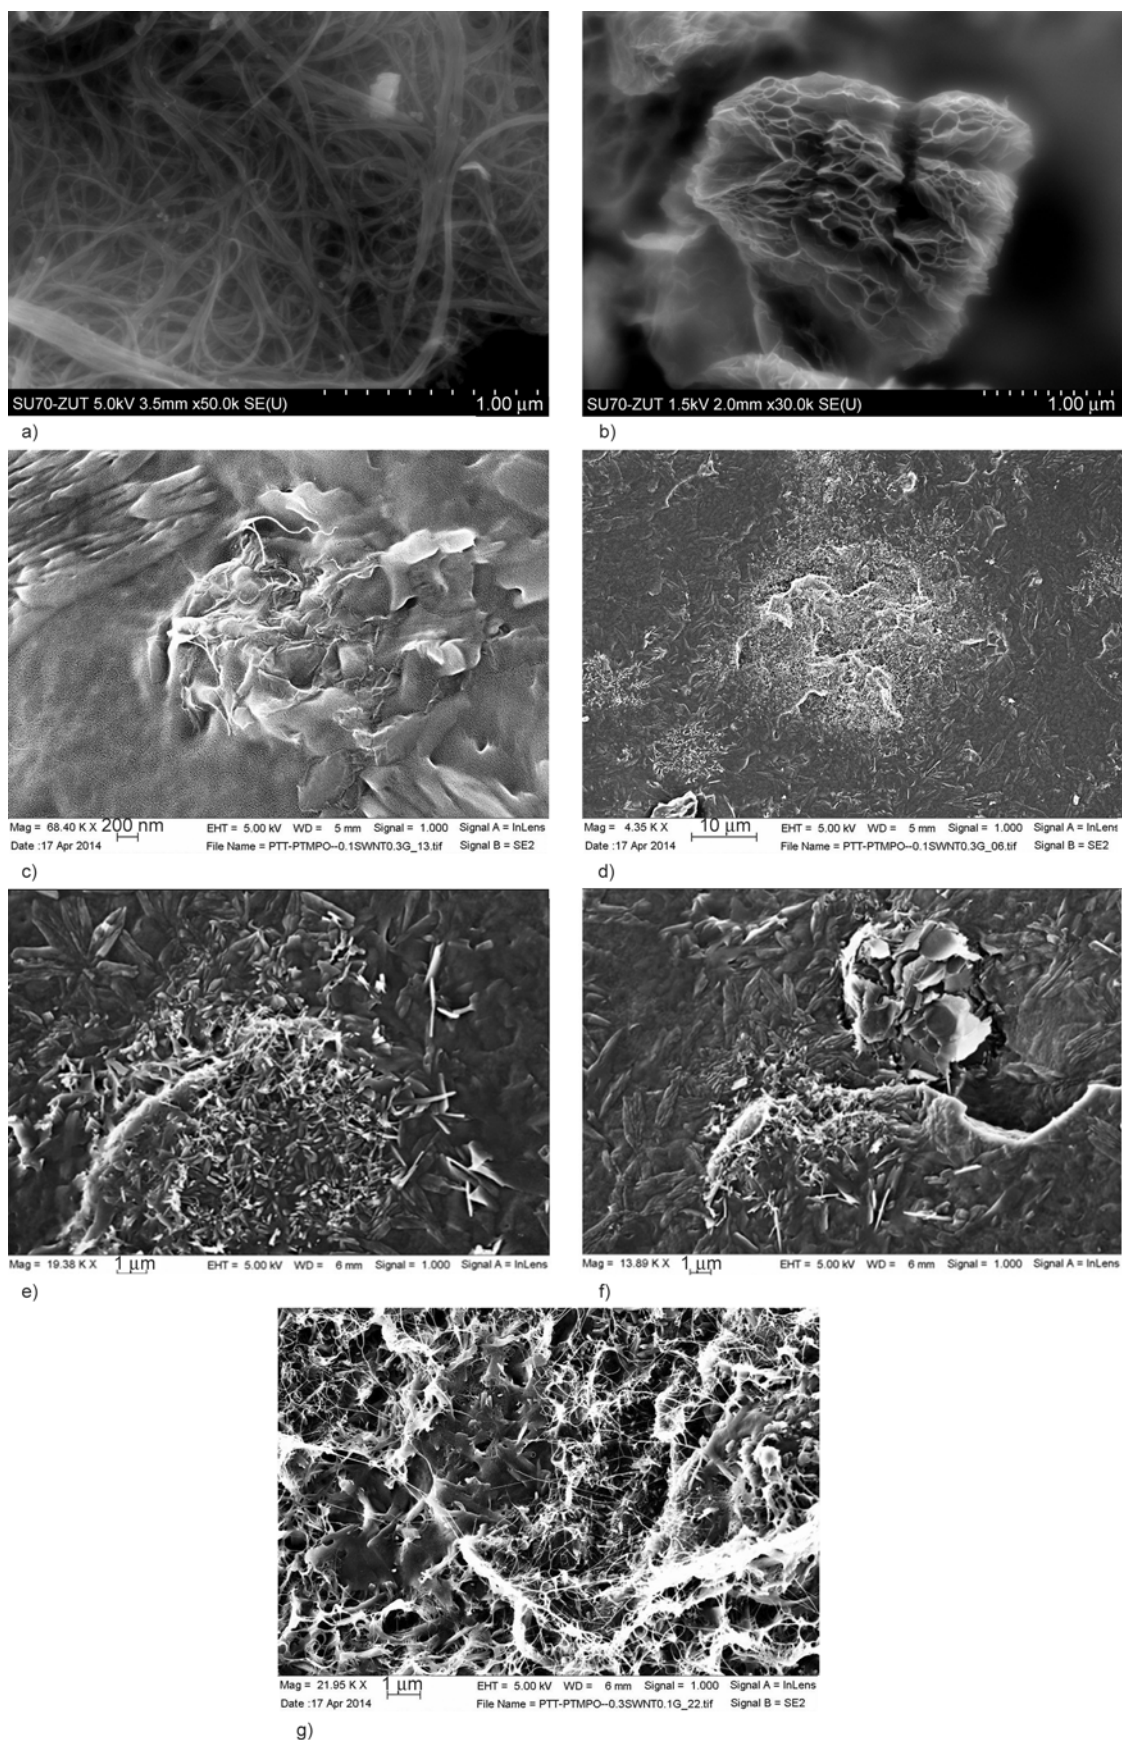 SU70-ZUT 5.0kV 3.5mm x50.0k SE(U) 1.00 μm
SU70-ZUT 1.5kV 2.0mm x30.0k SE(U) 1.00 μm
a)
b)
Mag = 68.40 K X 200 nm EHT = 5.00 kV WD = 5 mm Signal = 1.000 Signal A = InLens
Date :17 Apr 2014 File Name = PTT-PTMPO--0.1SWNT0.3G_13.tif Signal B = SE2
Mag = 4.35 K X 10 μm EHT = 5.00 kV WD = 5 mm Signal = 1.000 Signal A = InLens
Date :17 Apr 2014 File Name = PTT-PTMPO--0.1SWNT0.3G_06.tif Signal B = SE2
c)
d)
Mag = 19.38 K X 1 μm EHT = 5.00 kV WD = 6 mm Signal = 1.000 Signal A = InLens
Mag = 13.89 K X 1 μm EHT = 5.00 kV WD = 6 mm Signal = 1.000 Signal A = InLens
e)
f)
Mag = 21.95 K X 1 μm EHT = 5.00 kV WD = 6 mm Signal = 1.000 Signal A = InLens
Date :17 Apr 2014 File Name = PTT-PTMPO--0.3SWNT0.1G_22.tif Signal B = SE2
g)